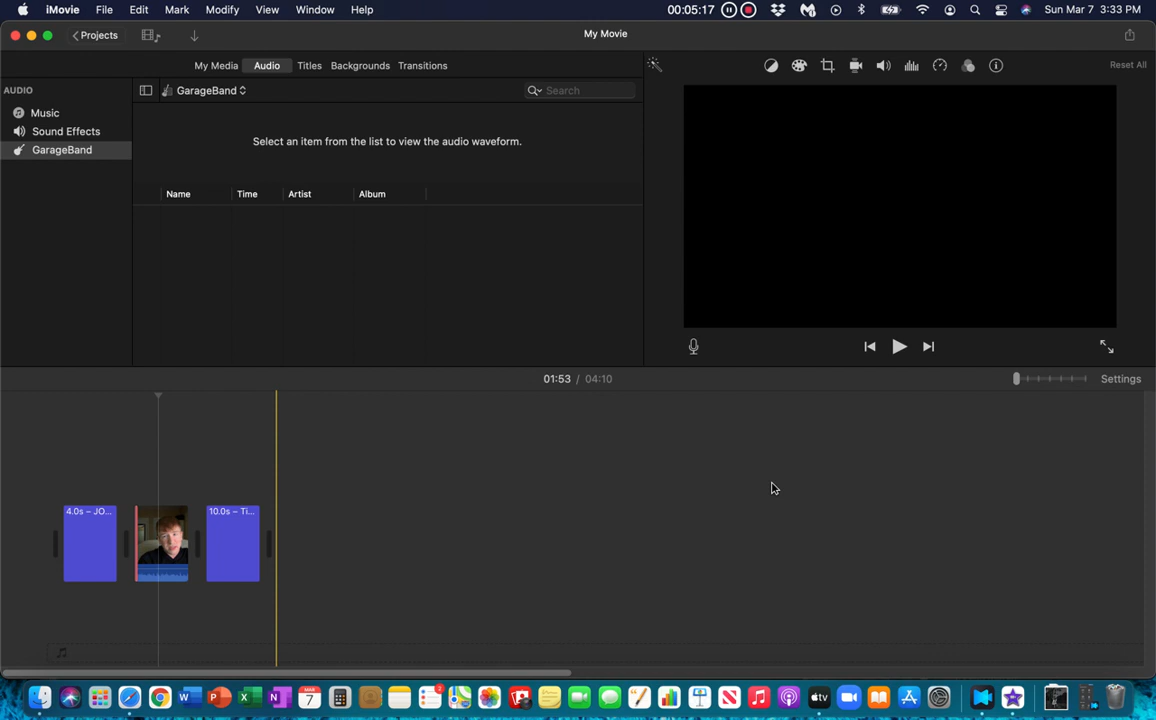 iMovie File Edit Mark Modify View Window Help 00:05:17 Sun Mar 7 3:33 PM
Projects My Movie
My Media Audio Titles Backgrounds Transitions Reset All
AUDIO GarageBand Search
Music
Sound Effects
GarageBand
Select an item from the list to view the audio waveform.
Name Time Artist Album
01:53 / 04:10 Settings
4.0s – JO... 10.0s – Ti...